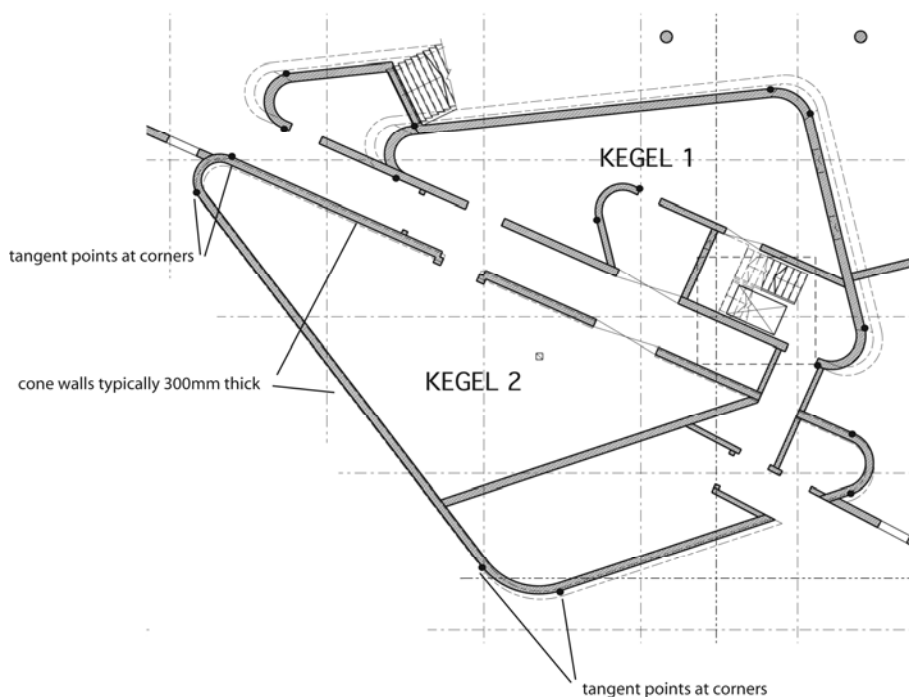 KEGEL 1
tangent points at corners
cone walls typically 300mm thick
KEGEL 2
tangent points at corners